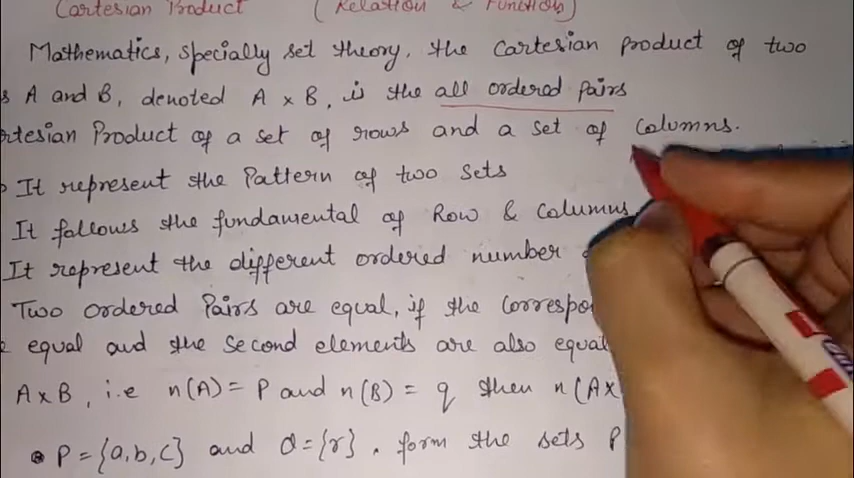 Cartesian Product (Relation & Function)
Mathematics, specially set theory, the Cartesian product of two
A and B, denoted A × B, is the all ordered pairs
Product of a set of rows and a set of columns.
It represent the Pattern of two Sets
It follows the fundamental of Row & Columns
It represent the different ordered number
Two ordered Pairs are equal, if the
equal and the second elements are also equal
A×B, i.e n(A) = P and n(B) = q then n(A×
P = {a,b,c} and Q = {r}. form the sets P